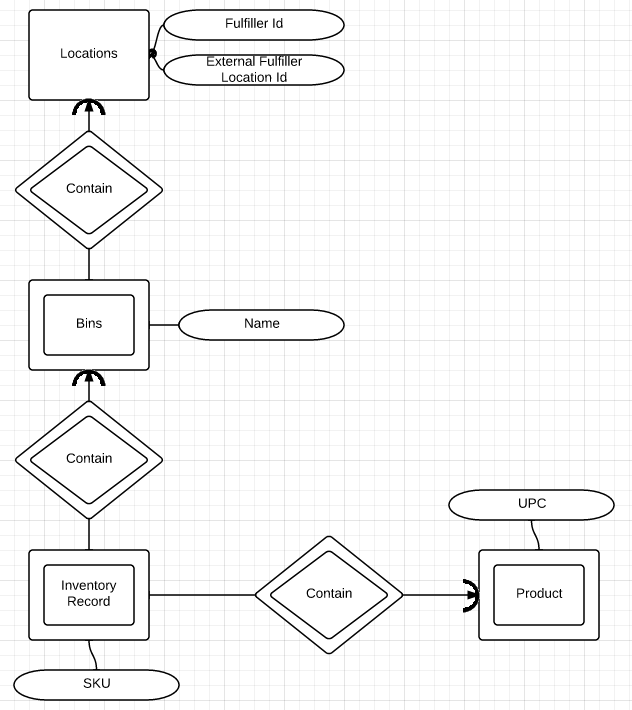 Fulfiller Id
Locations
External Fulfiller
Location Id
Contain
Bins
Name
Contain
UPC
Inventory
Record
Contain
Product
SKU